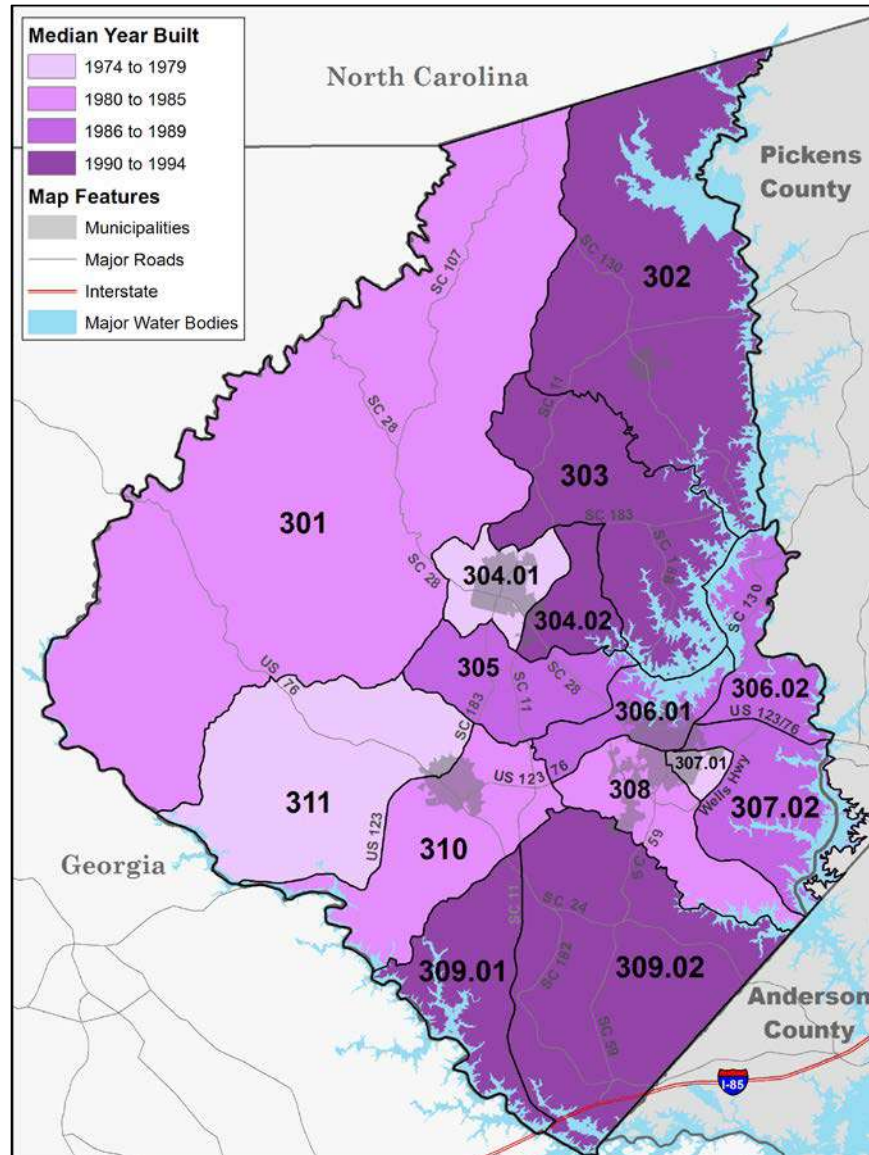 Median Year Built
1974 to 1979
1980 to 1985
1986 to 1989
1990 to 1994
Map Features
Municipalities
Major Roads
Interstate
Major Water Bodies
North Carolina
Pickens
County
SC 107
SC 130
302
SC 11
SC 28
303
SC 183
301
304.01
SC 28
304.02
SC 130
305
SC 28
SC 11
SC 183
306.01
306.02
US 123/76
US 76
US 123
76
307.01
308
Wells Hwy
307.02
311
US 123
310
SC 59
Georgia
SC 11
SC 24
309.01
SC 182
309.02
SC 59
Anderson
County
I-85